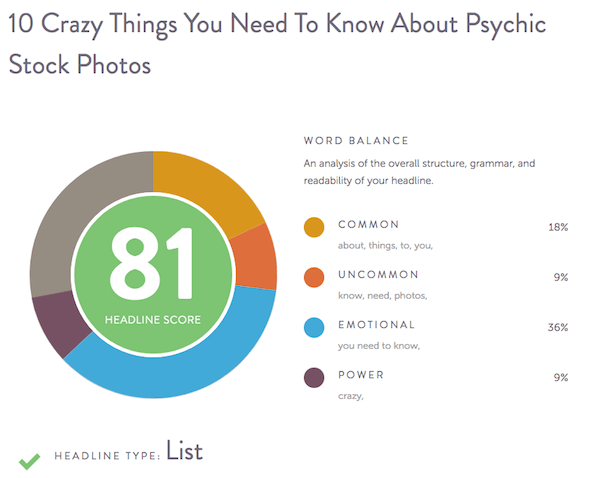 10 Crazy Things You Need To Know About Psychic
Stock Photos
81
HEADLINE SCORE
WORD BALANCE
An analysis of the overall structure, grammar, and
readability of your headline.
COMMON 18%
about, things, to, you,
UNCOMMON 9%
know, need, photos,
EMOTIONAL 36%
you need to know,
POWER 9%
crazy,
HEADLINE TYPE: List